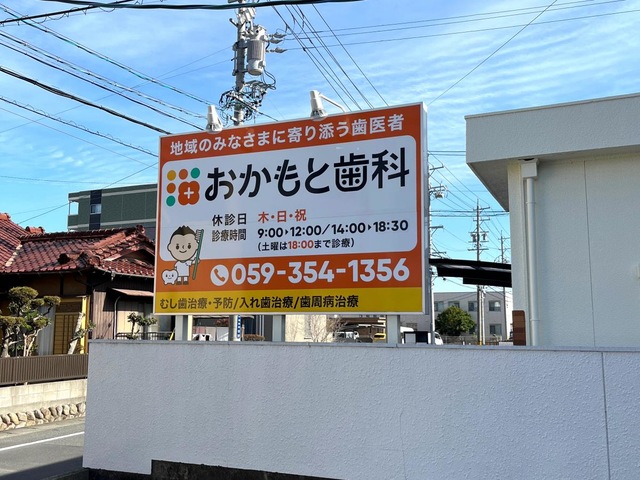 地域のみなさまに寄り添う歯医者
おかもと歯科
休診日 木・日・祝
診療時間 9:00▶12:00/14:00▶18:30
(土曜は18:00まで診療)
059-354-1356
むし歯治療・予防/入れ歯治療/歯周病治療